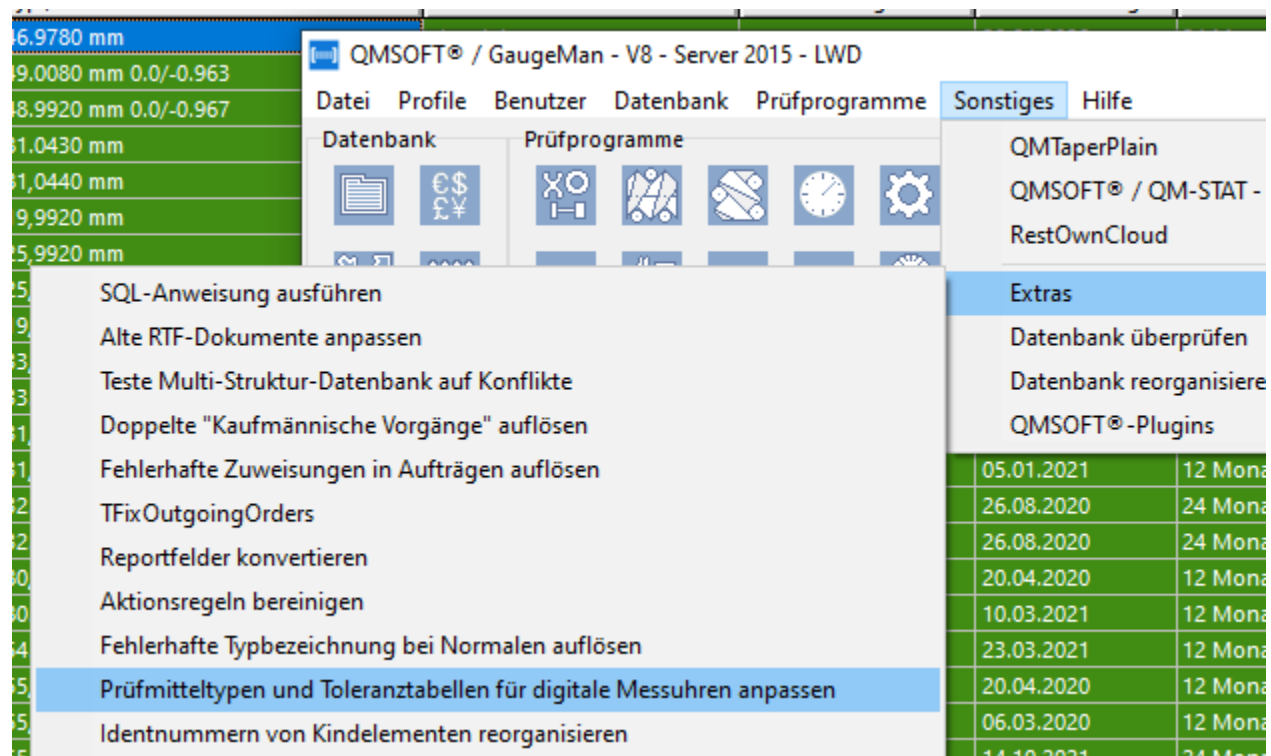 46.9780 mm
49.0080 mm 0.0/-0.963
48.9920 mm 0.0/-0.967
31.0430 mm
31,0440 mm
19,9920 mm
25,9920 mm
QMSOFT® / GaugeMan - V8 - Server 2015 - LWD
Datei Profile Benutzer Datenbank Prüfprogramme Sonstiges Hilfe
Datenbank Prüfprogramme
QMTaperPlain
QMSOFT® / QM-STAT -
RestOwnCloud
Extras
Datenbank überprüfen
Datenbank reorganisiere
QMSOFT®-Plugins
SQL-Anweisung ausführen
Alte RTF-Dokumente anpassen
Teste Multi-Struktur-Datenbank auf Konflikte
Doppelte "Kaufmännische Vorgänge" auflösen
Fehlerhafte Zuweisungen in Aufträgen auflösen
TFixOutgoingOrders
Reportfelder konvertieren
Aktionsregeln bereinigen
Fehlerhafte Typbezeichnung bei Normalen auflösen
Prüfmitteltypen und Toleranztabellen für digitale Messuhren anpassen
Identnummern von Kindelementen reorganisieren
05.01.2021 12 Mona
26.08.2020 24 Mona
26.08.2020 24 Mona
20.04.2020 12 Mona
10.03.2021 12 Mona
23.03.2021 12 Mona
20.04.2020 12 Mona
06.03.2020 12 Mona
14.10.2021 24 Mona